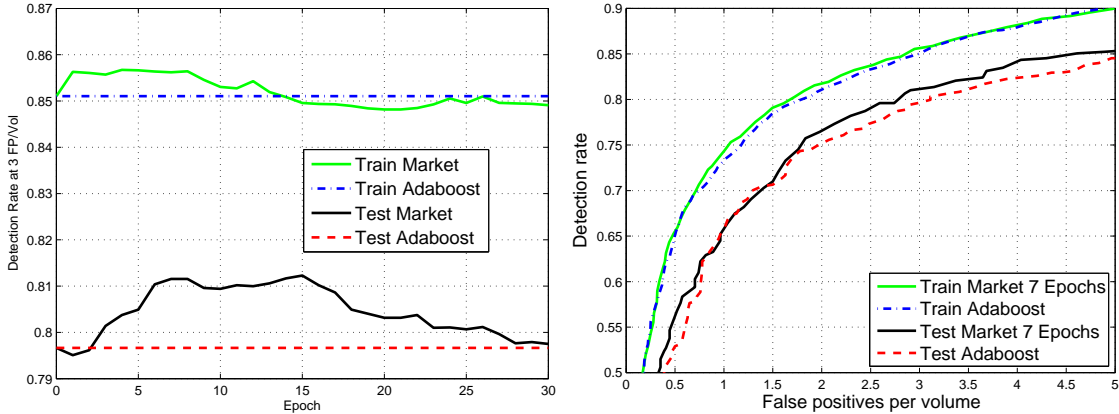 0.87
0.86
0.85
0.84
0.83
0.82
0.81
0.8
0.79
0 5 10 15 20 25 30
Detection Rate at 3 FP/Vol
Epoch
Train Market
Train Adaboost
Test Market
Test Adaboost
0.9
0.85
0.8
0.75
0.7
0.65
0.6
0.55
0.5
0 0.5 1 1.5 2 2.5 3 3.5 4 4.5 5
Detection rate
False positives per volume
Train Market 7 Epochs
Train Adaboost
Test Market 7 Epochs
Test Adaboost